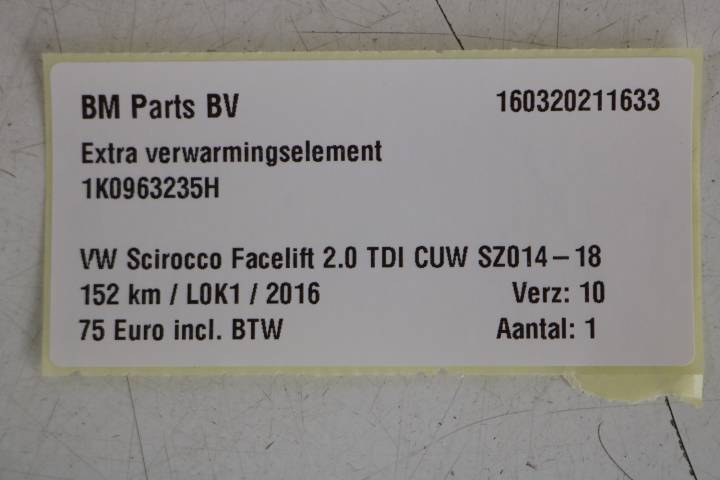 BM Parts BV 160320211633
Extra verwarmingselement
1K0963235H
VW Scirocco Facelift 2.0 TDI CUW SZ014-18
152 km / L0K1 / 2016 Verz: 10
75 Euro incl. BTW Aantal: 1